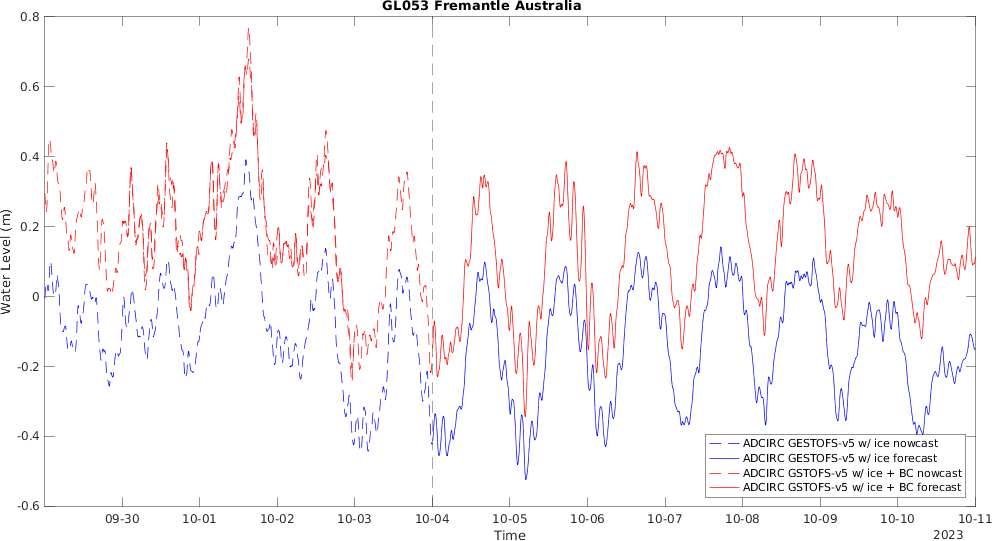 GL053 Fremantle Australia
0.8
0.6
0.4
0.2
0
-0.2
-0.4
-0.6
Water Level (m)
ADCIRC GESTOFS-v5 w/ ice nowcast
ADCIRC GESTOFS-v5 w/ ice forecast
ADCIRC GSTOFS-v5 w/ ice + BC nowcast
ADCIRC GSTOFS-v5 w/ ice + BC forecast
09-30 10-01 10-02 10-03 10-04 10-05 10-06 10-07 10-08 10-09 10-10 10-11
Time
2023